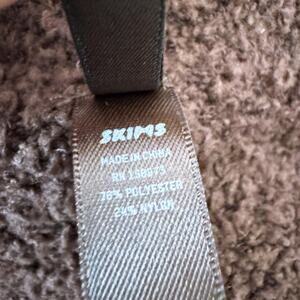 SKIMS
MADE IN CHINA
RN 158075
76% POLYESTER
24% NYLON